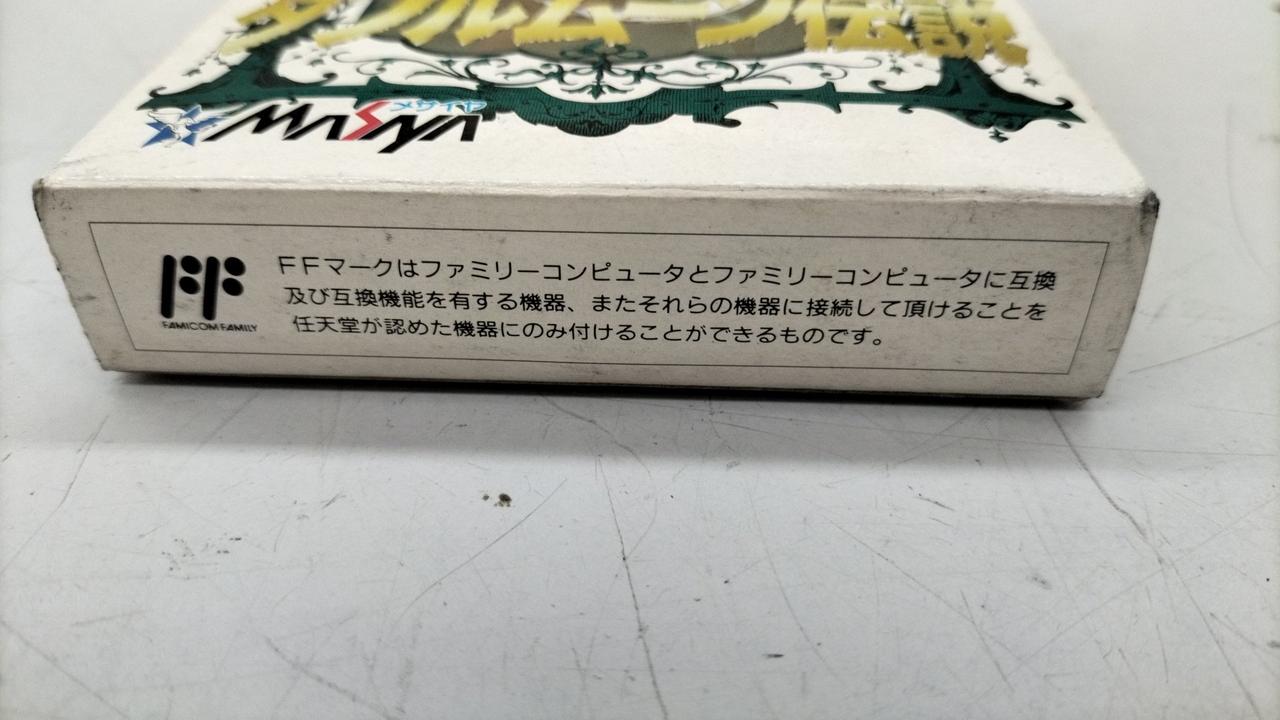 ダブルムーン伝説
メサイヤ
FAMICOM FAMILY
FFマークはファミリーコンピュータとファミリーコンピュータに互換
及び互換機能を有する機器、またそれらの機器に接続して頂けることを
任天堂が認めた機器にのみ付けることができるものです。